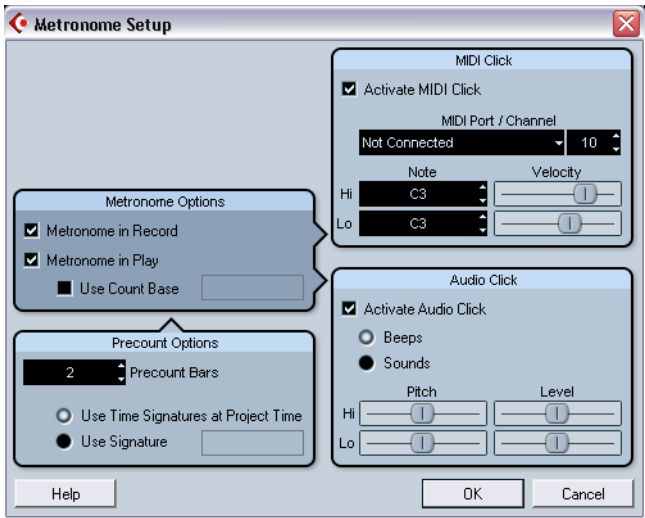 Metronome Setup
MIDI Click
Activate MIDI Click
MIDI Port / Channel
Not Connected 10
Note Velocity
Hi C3
Lo C3
Metronome Options
Metronome in Record
Metronome in Play
Use Count Base
Audio Click
Activate Audio Click
Beeps
Sounds
Pitch Level
Hi
Lo
Precount Options
2 Precount Bars
Use Time Signatures at Project Time
Use Signature
Help OK Cancel